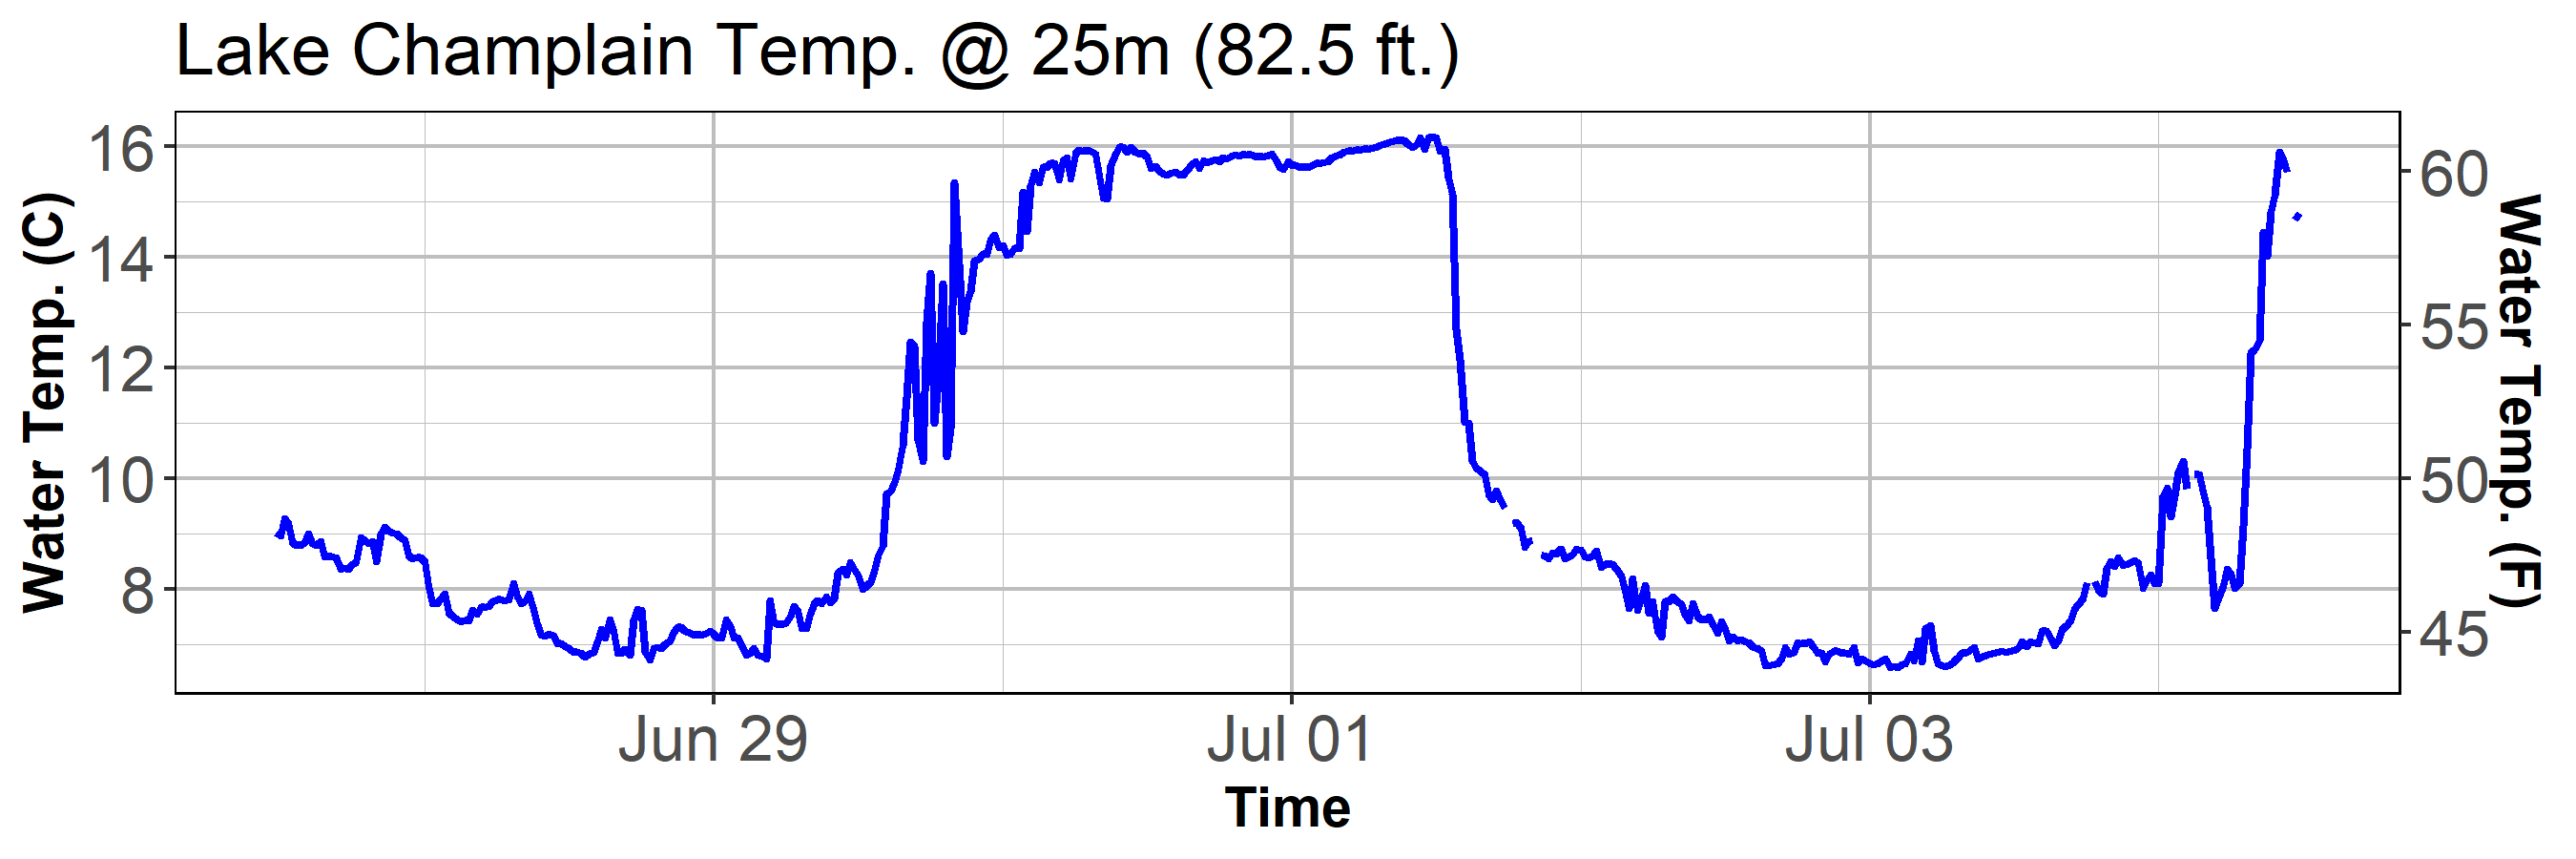 Lake Champlain Temp. @ 25m (82.5 ft.)
Water Temp. (C)
16
14
12
10
8
60
55
50
45
Water Temp. (F)
Jun 29 Jul 01 Jul 03
Time